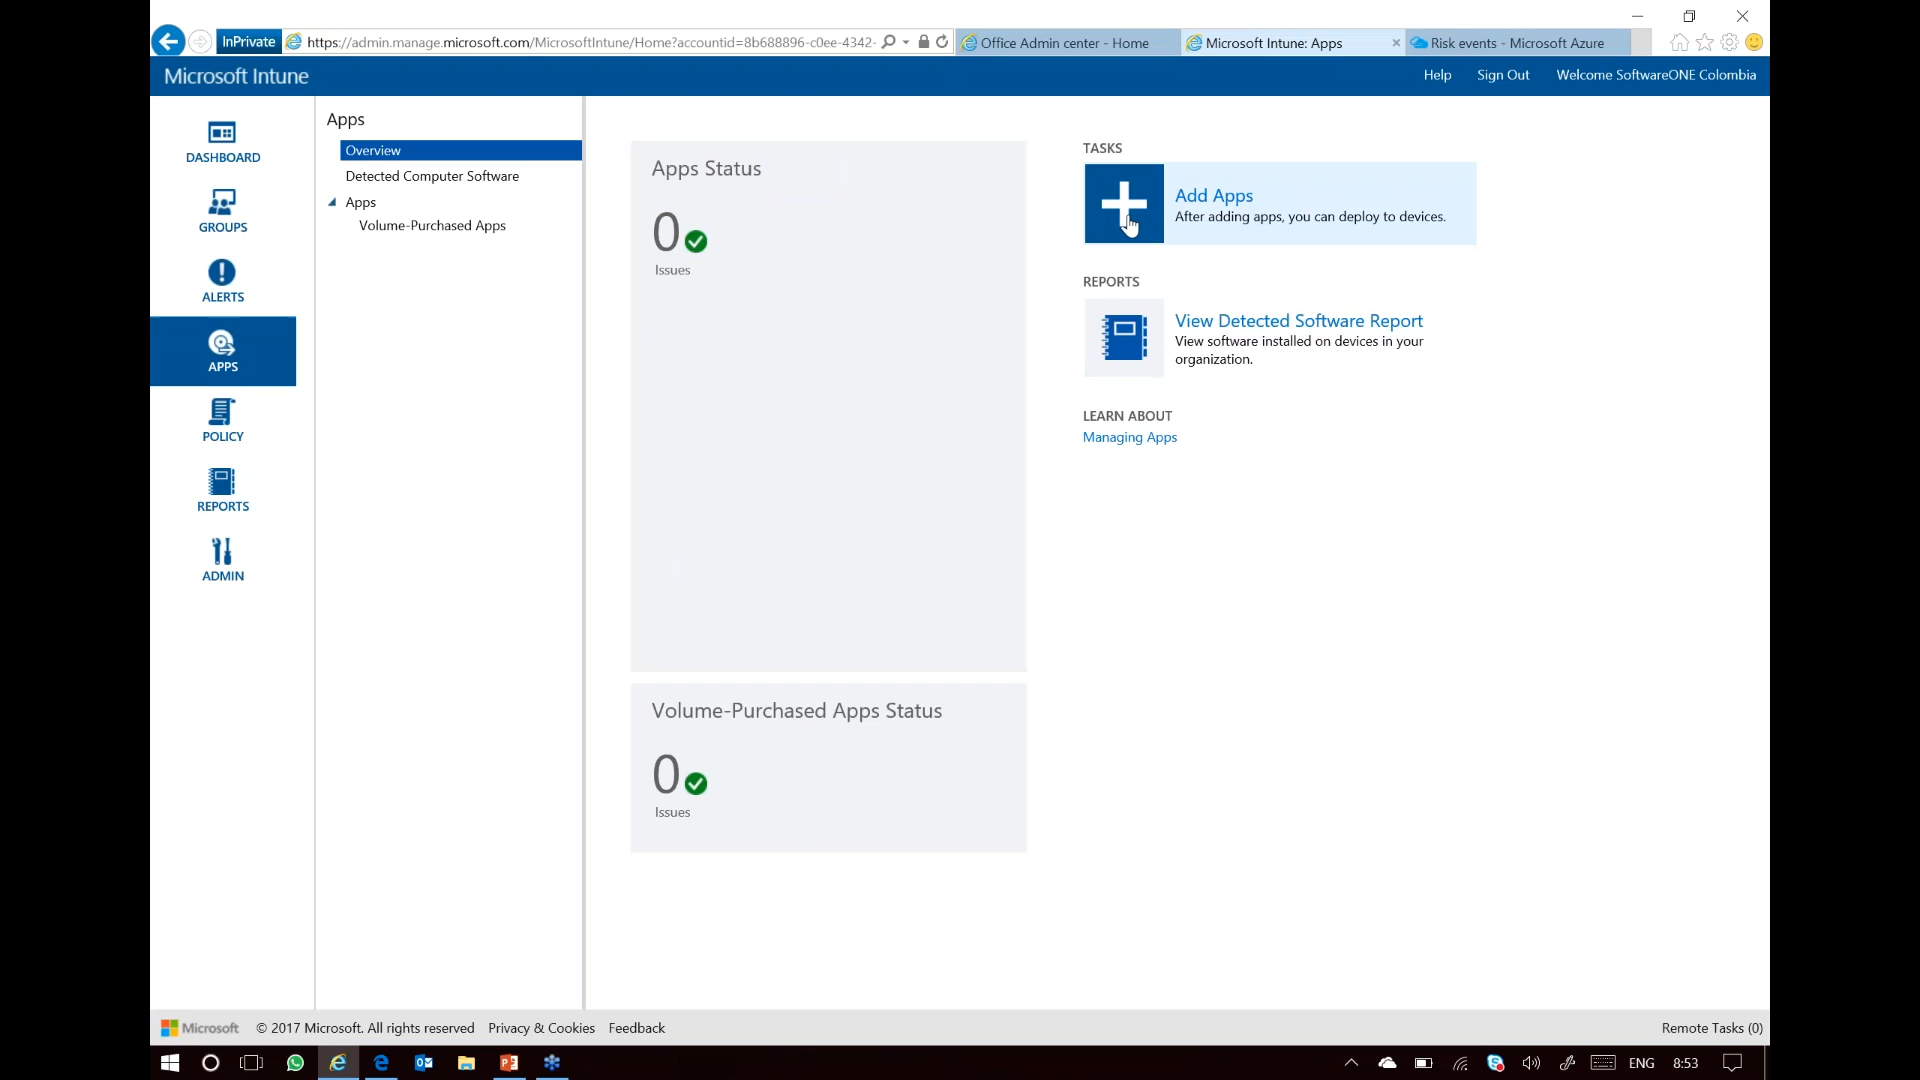 InPrivate
https://admin.manage.microsoft.com/MicrosoftIntune/Home?accountid=8b688896-c0ee-4342-
Office Admin center - Home
Microsoft Intune: Apps
Risk events - Microsoft Azure
Microsoft Intune
Help
Sign Out
Welcome SoftwareONE Colombia
DASHBOARD
GROUPS
ALERTS
APPS
POLICY
REPORTS
ADMIN
Apps
Overview
Detected Computer Software
Apps
Volume-Purchased Apps
Apps Status
0
Issues
Volume-Purchased Apps Status
0
Issues
TASKS
Add Apps
After adding apps, you can deploy to devices.
REPORTS
View Detected Software Report
View software installed on devices in your
organization.
LEARN ABOUT
Managing Apps
Microsoft
© 2017 Microsoft. All rights reserved
Privacy & Cookies
Feedback
Remote Tasks (0)
ENG
8:53